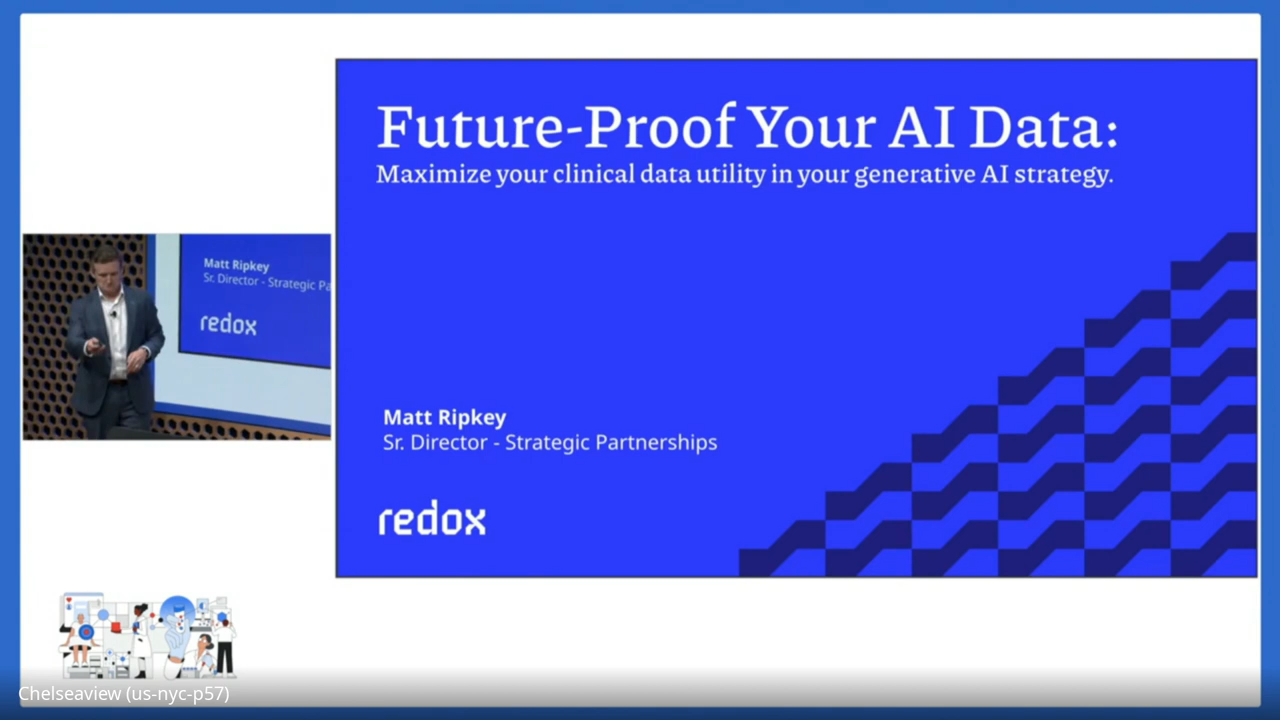 Future-Proof Your AI Data:
Maximize your clinical data utility in your generative AI strategy.
Matt Ripkey
Sr. Director - Strategic Pa
redox
Matt Ripkey
Sr. Director - Strategic Partnerships
redox
Chelseaview (us-nyc-p57)